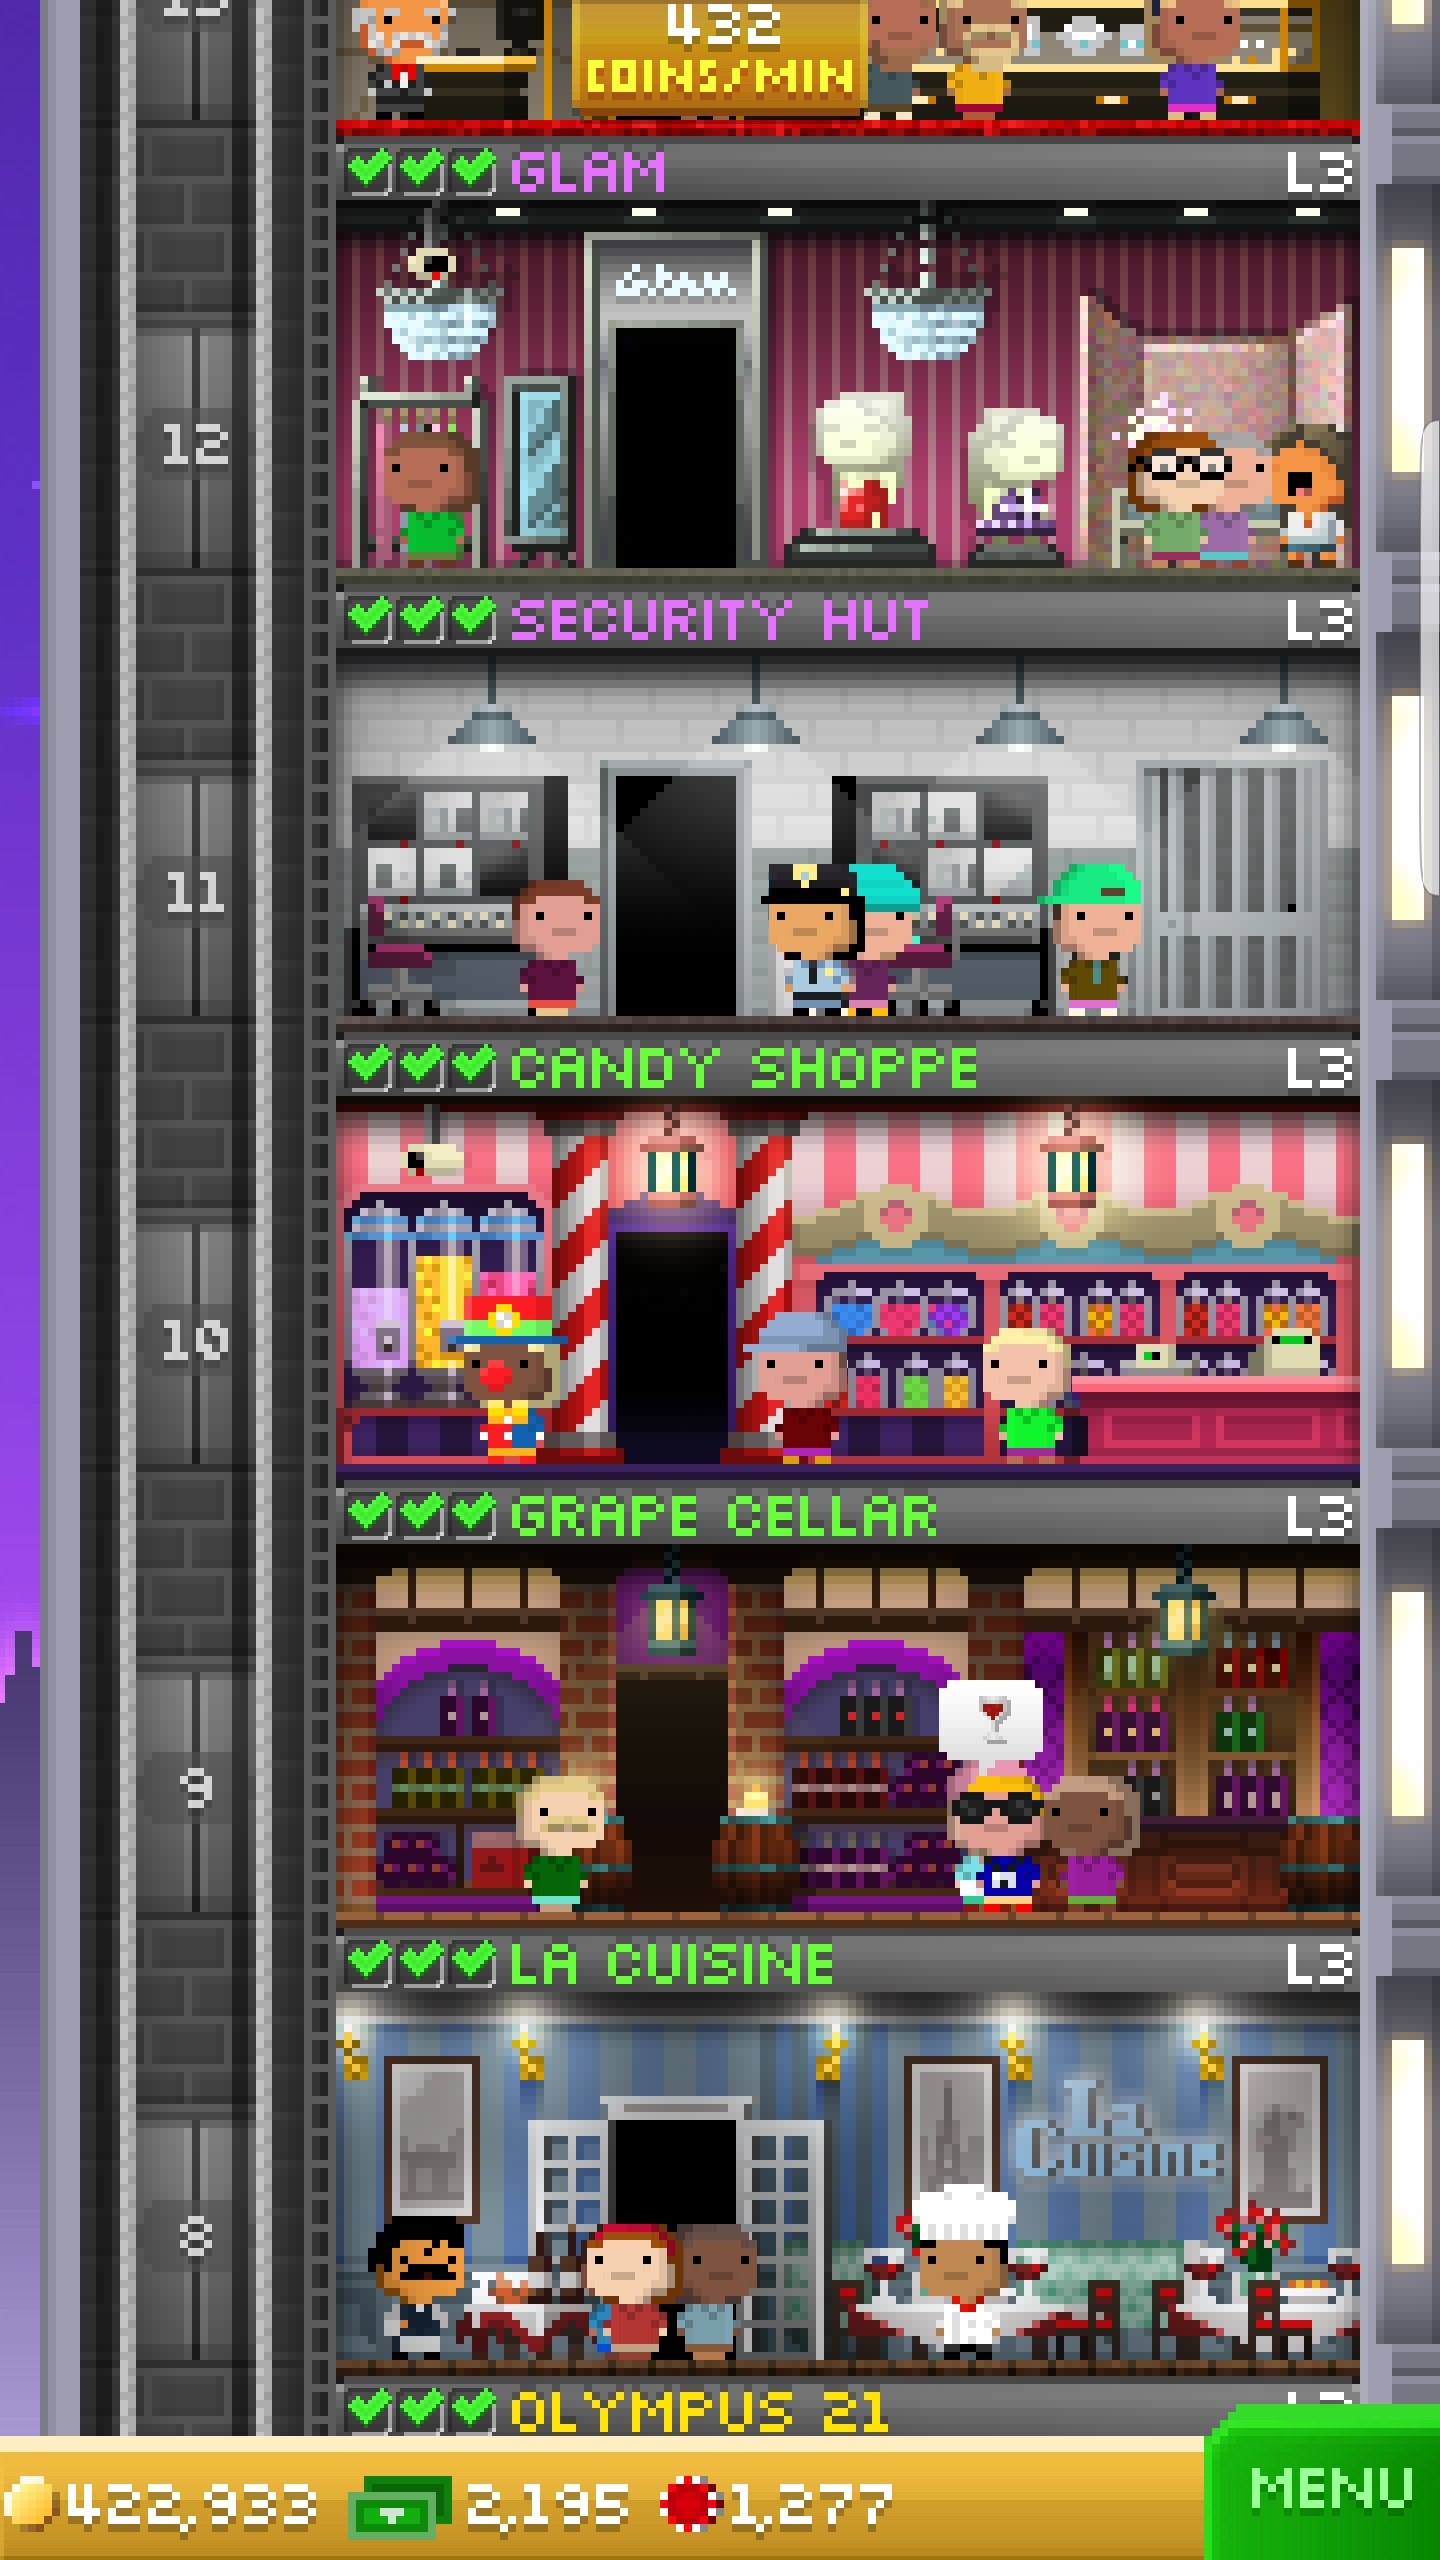 432
COINS/MIN
GLAM L3
Glam
12
SECURITY HUT L3
11
CANDY SHOPPE L3
10
GRAPE CELLAR L3
9
LA CUISINE L3
La
Cuisine
8
OLYMPUS 21
422,933 2,195 1,277 MENU